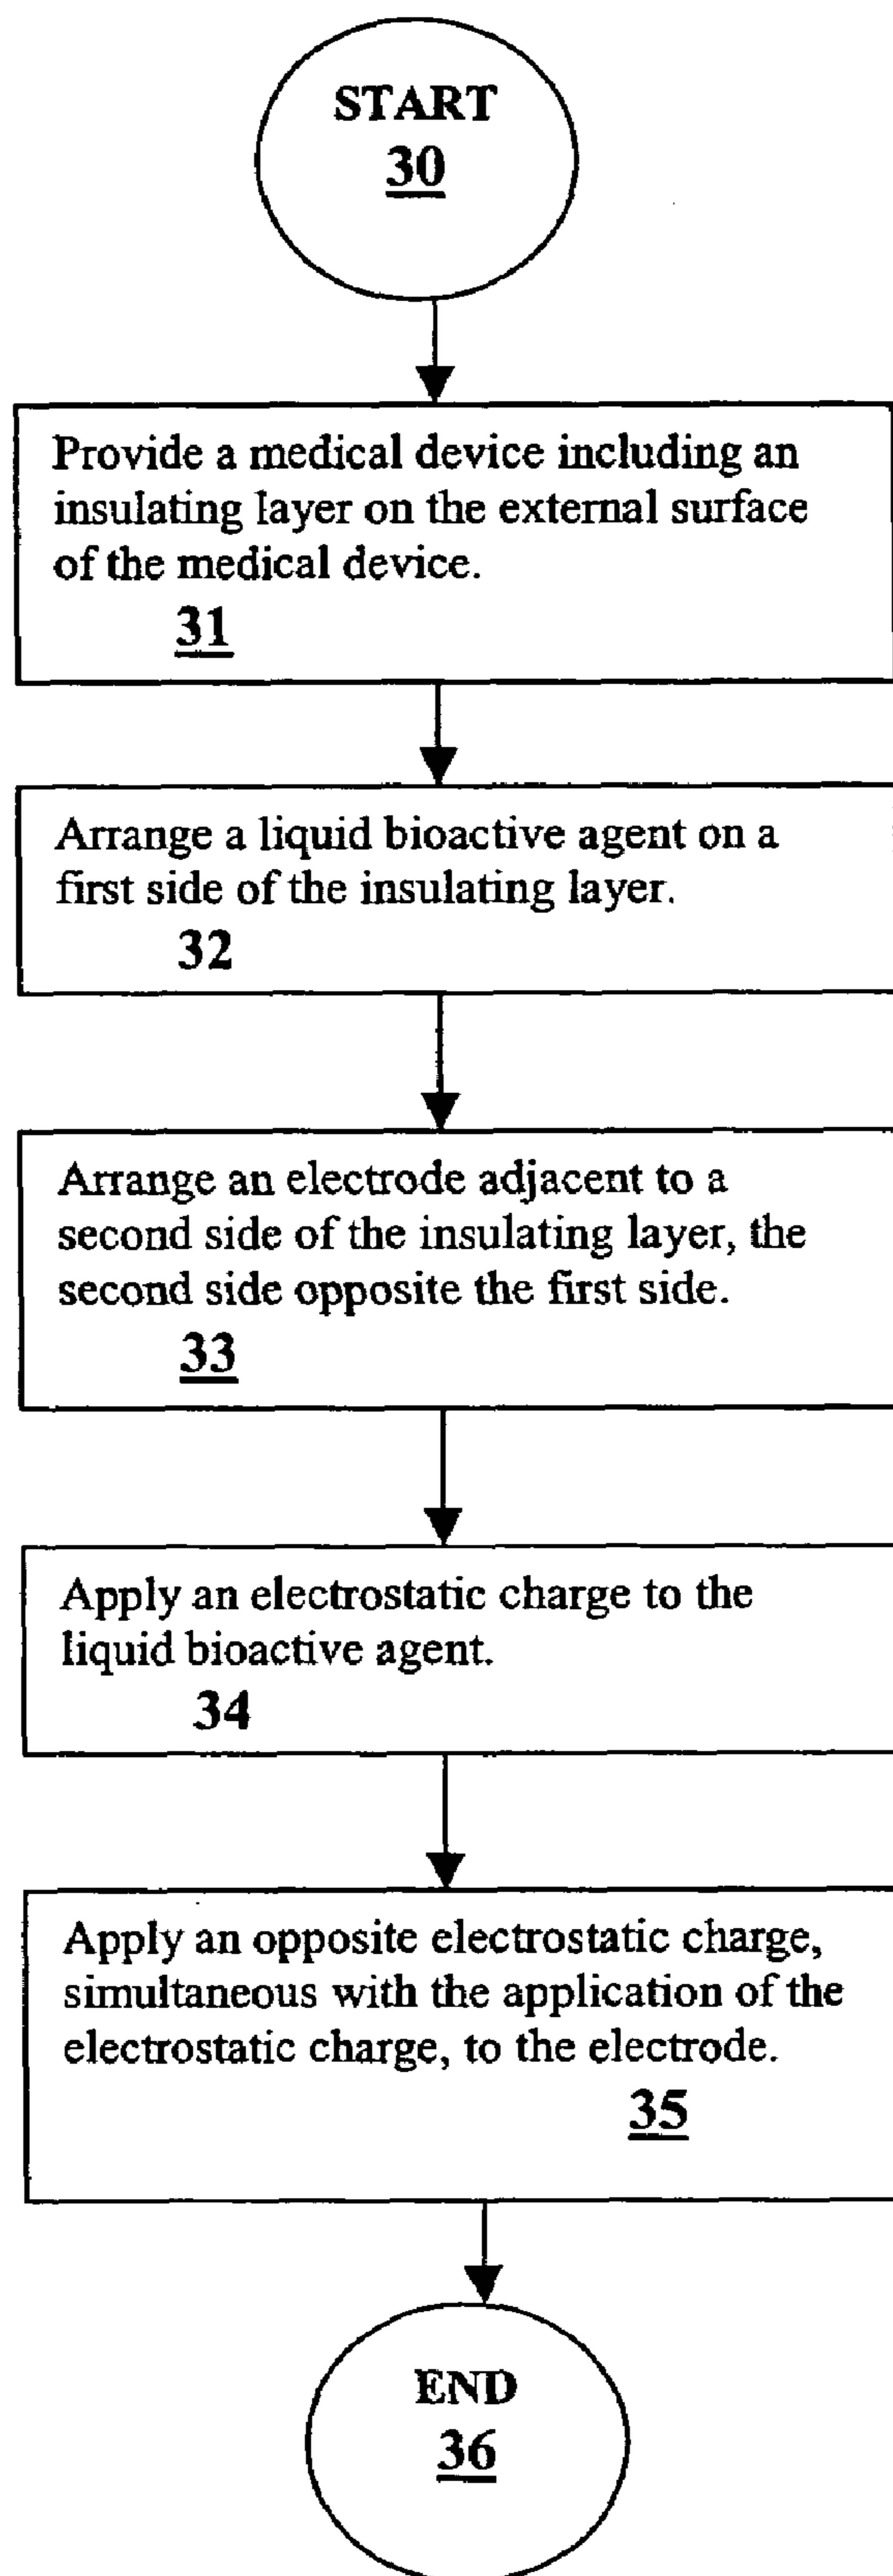 START
30
Provide a medical device including an
insulating layer on the external surface
of the medical device.
31
Arrange a liquid bioactive agent on a
first side of the insulating layer.
32
Arrange an electrode adjacent to a
second side of the insulating layer, the
second side opposite the first side.
33
Apply an electrostatic charge to the
liquid bioactive agent.
34
Apply an opposite electrostatic charge,
simultaneous with the application of the
electrostatic charge, to the electrode.
35
END
36